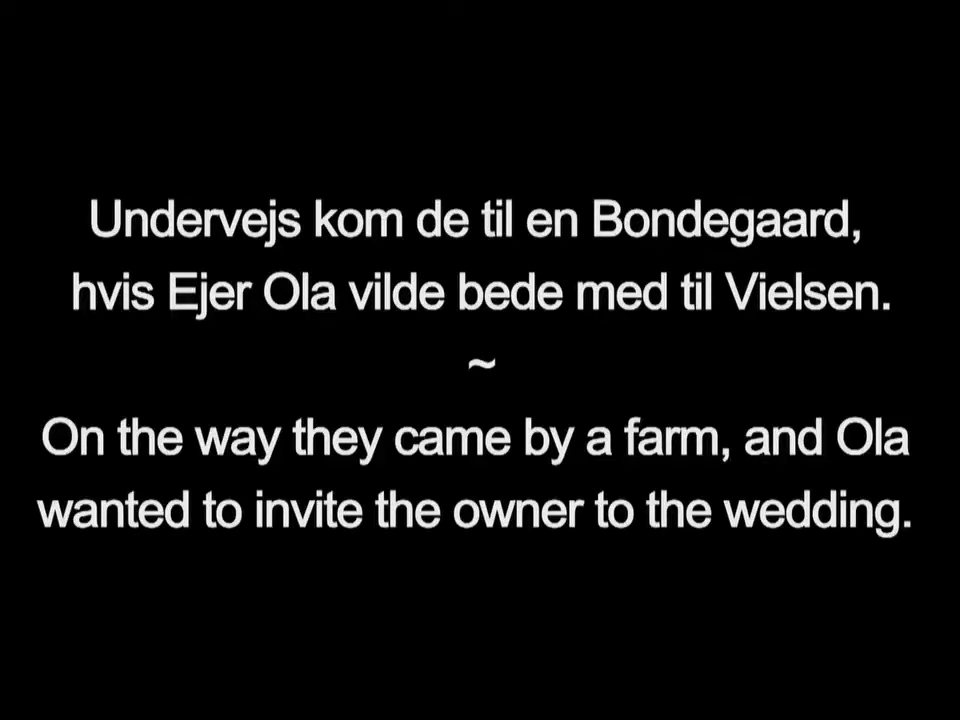 Undervejs kom de til en Bondegaard,
hvis Ejer Ola vilde bede med til Vielsen.
~
On the way they came by a farm, and Ola
wanted to invite the owner to the wedding.